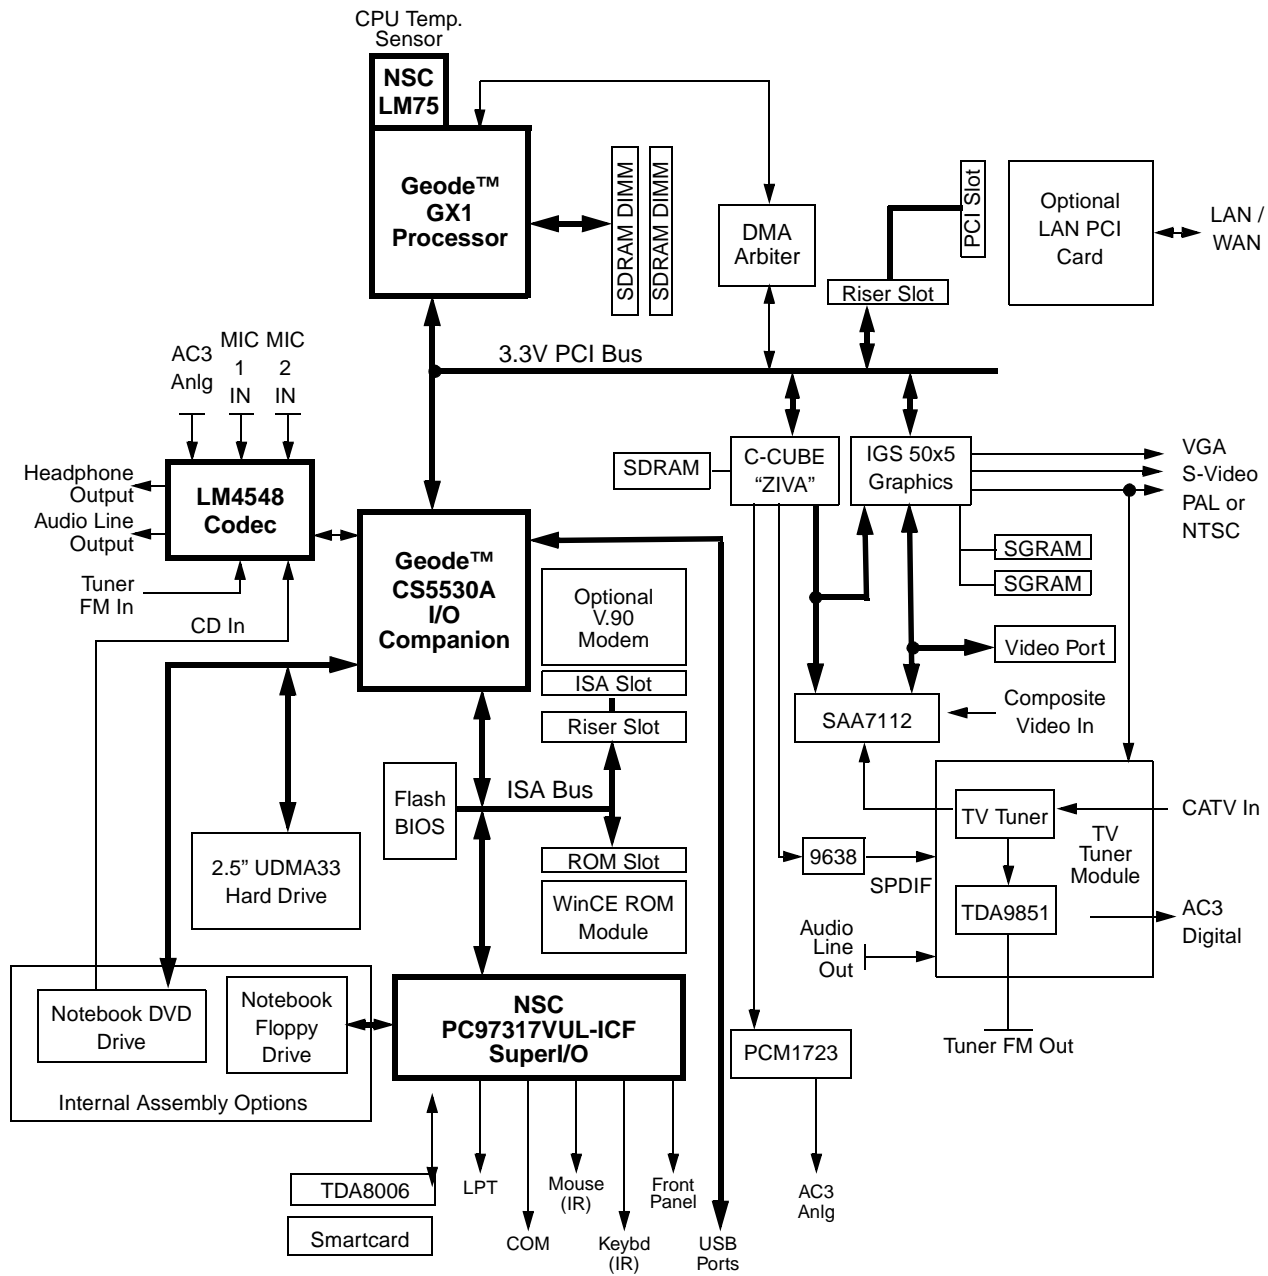 CPU Temp.
Sensor
NSC
LM75
Geode™
GX1
Processor
SDRAM DIMM
SDRAM DIMM
DMA
Arbiter
PCI Slot
Riser Slot
Optional
LAN PCI
Card
LAN /
WAN
3.3V PCI Bus
AC3
Anlg
MIC
1
IN
MIC
2
IN
Headphone
Output
Audio Line
Output
LM4548
Codec
Tuner
FM In
CD In
Geode™
CS5530A
I/O
Companion
SDRAM
C-CUBE
“ZIVA”
IGS 50x5
Graphics
VGA
S-Video
PAL or
NTSC
SGRAM
SGRAM
Optional
V.90
Modem
ISA Slot
Riser Slot
Video Port
SAA7112
Composite
Video In
Flash
BIOS
ISA Bus
ROM Slot
WinCE ROM
Module
2.5” UDMA33
Hard Drive
TV Tuner
CATV In
TV
Tuner
Module
9638
SPDIF
TDA9851
AC3
Digital
Audio
Line
Out
Tuner FM Out
Notebook DVD
Drive
Notebook
Floppy
Drive
Internal Assembly Options
NSC
PC97317VUL-ICF
SuperI/O
PCM1723
TDA8006
Smartcard
LPT
COM
Mouse
(IR)
Keybd
(IR)
Front
Panel
USB
Ports
AC3
Anlg